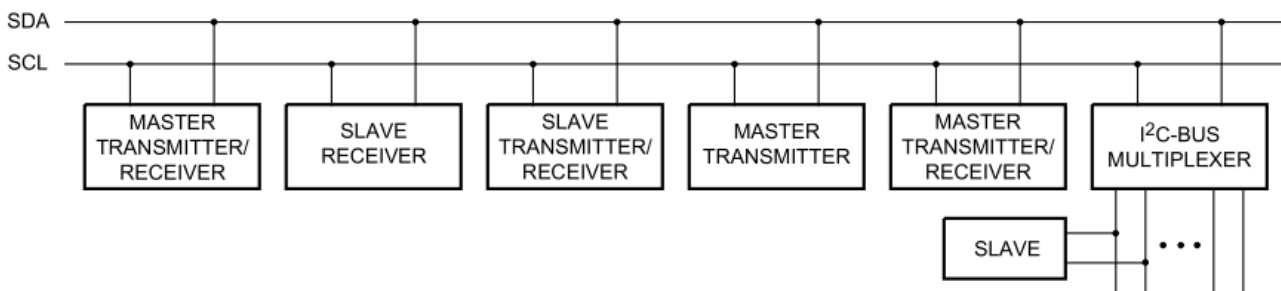 SDA
SCL
MASTER
TRANSMITTER/
RECEIVER
SLAVE
RECEIVER
SLAVE
TRANSMITTER/
RECEIVER
MASTER
TRANSMITTER
MASTER
TRANSMITTER/
RECEIVER
I²C-BUS
MULTIPLEXER
SLAVE